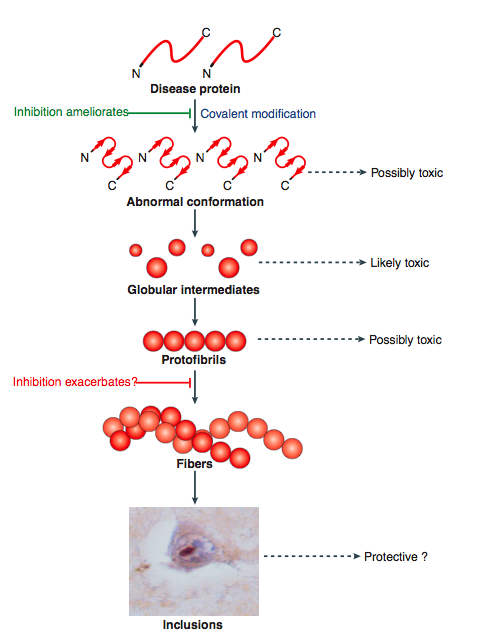 C C
N N
Disease protein
Inhibition ameliorates
Covalent modification
N N N N
C C C C
Possibly toxic
Abnormal conformation
Likely toxic
Globular intermediates
Possibly toxic
Protofibrils
Inhibition exacerbates?
Fibers
Protective ?
Inclusions